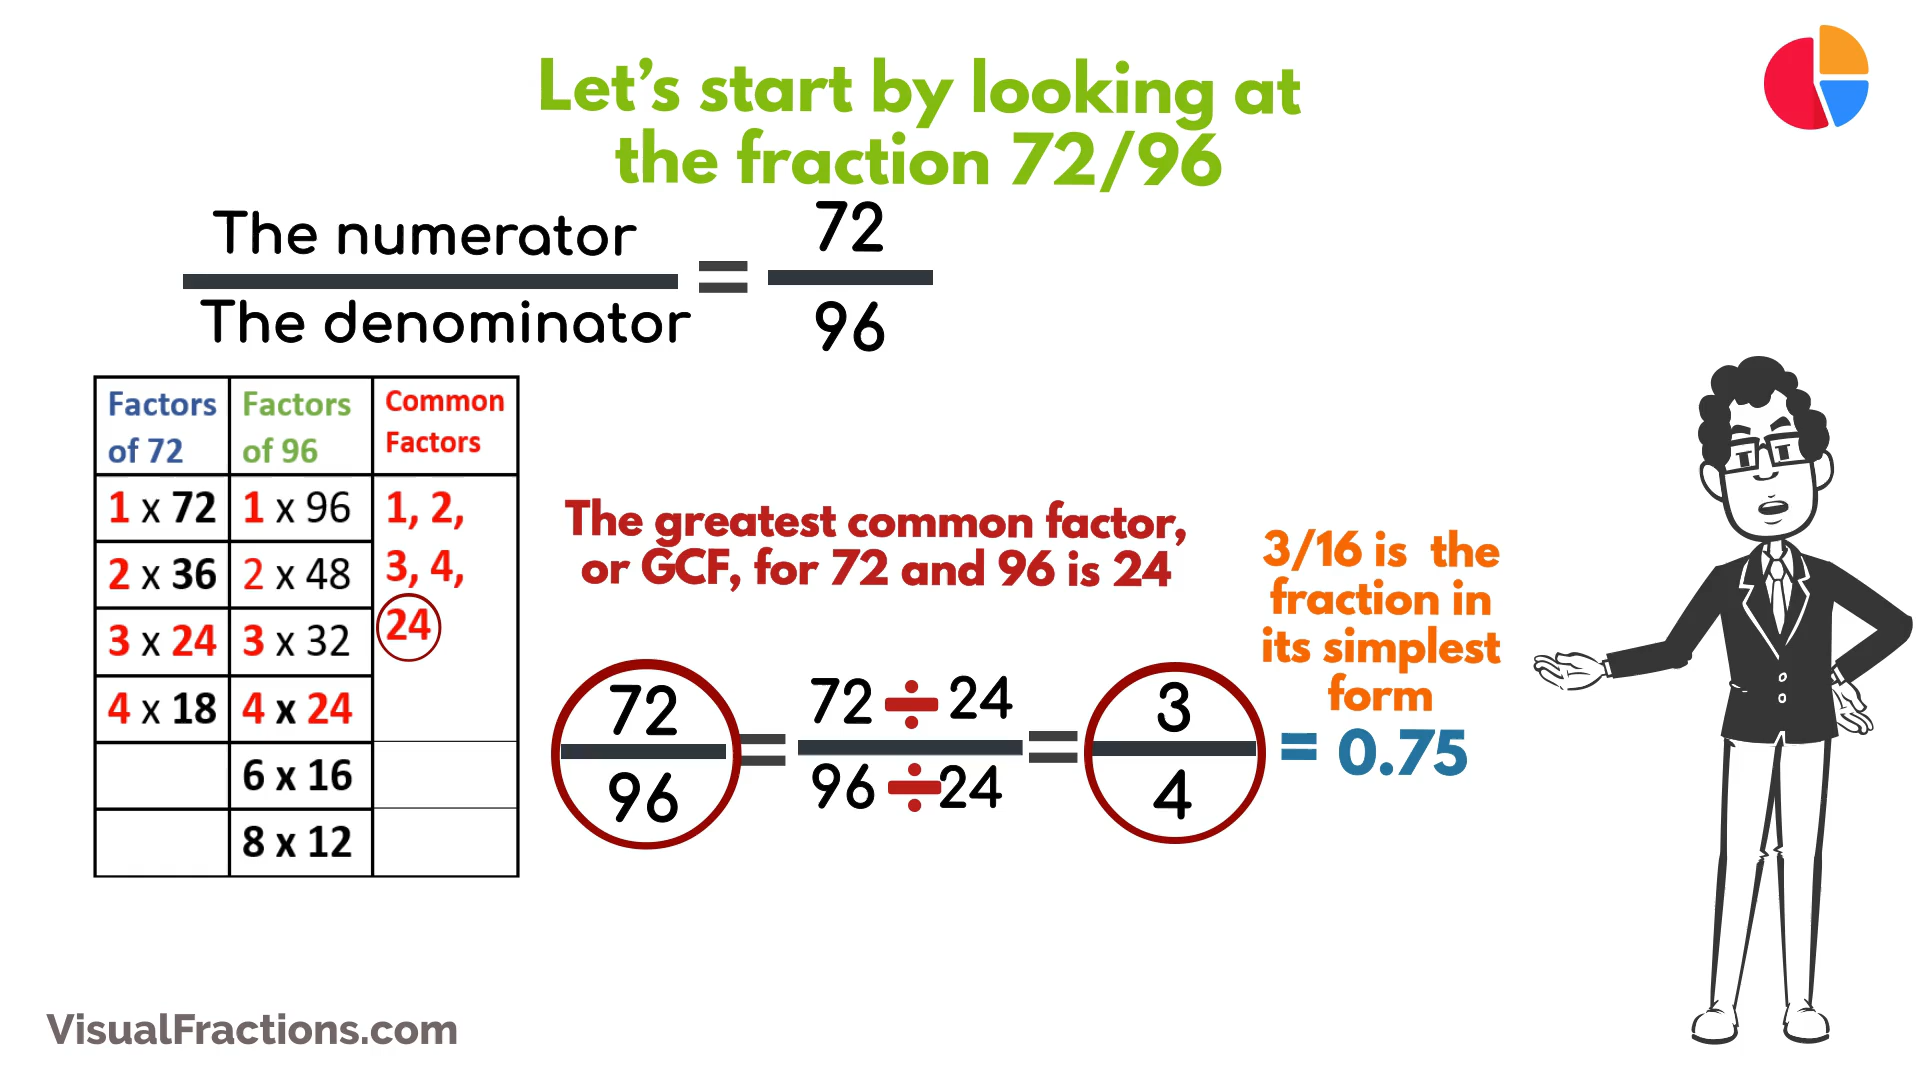 Let's start by looking at
the fraction 72/96
The numerator
The denominator
=
72
96
Factors of 72
Factors of 96
Common Factors
1 x 72
1 x 96
1, 2,
2 x 36
2 x 48
3, 4,
3 x 24
3 x 32
24
4 x 18
4 x 24
6 x 16
8 x 12
The greatest common factor,
or GCF, for 72 and 96 is 24
3/16 is the
fraction in
its simplest
form
72
96
=
72 ÷ 24
96 ÷ 24
=
3
4
= 0.75
VisualFractions.com